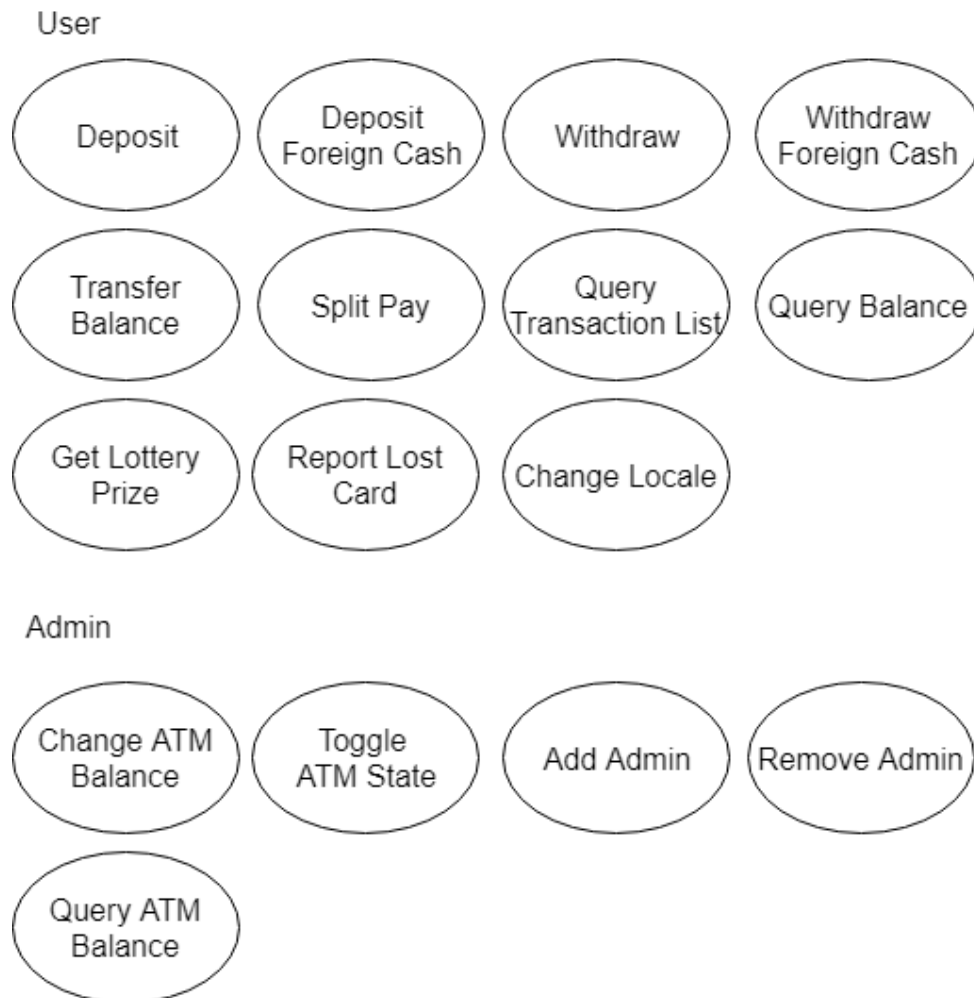 User
Deposit
Deposit
Foreign Cash
Withdraw
Withdraw
Foreign Cash
Transfer
Balance
Split Pay
Query
Transaction List
Query Balance
Get Lottery
Prize
Report Lost
Card
Change Locale
Admin
Change ATM
Balance
Toggle
ATM State
Add Admin
Remove Admin
Query ATM
Balance